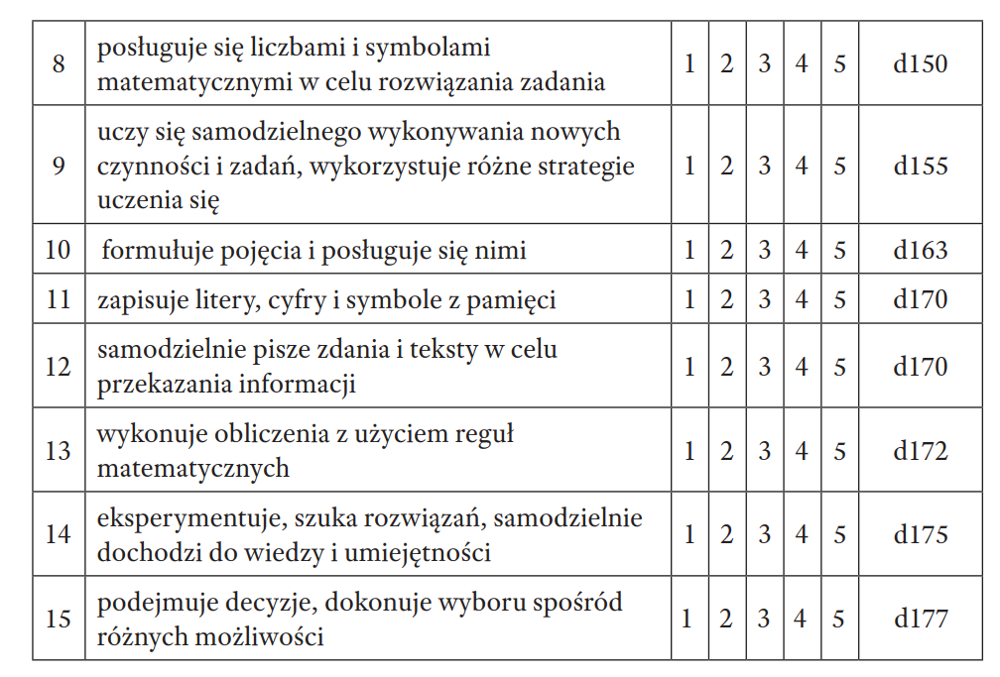 8 posługuje się liczbami i symbolami
matematycznymi w celu rozwiązania zadania 1 2 3 4 5 d150
9 uczy się samodzielnego wykonywania nowych
czynności i zadań, wykorzystuje różne strategie
uczenia się 1 2 3 4 5 d155
10 formułuje pojęcia i posługuje się nimi 1 2 3 4 5 d163
11 zapisuje litery, cyfry i symbole z pamięci 1 2 3 4 5 d170
12 samodzielnie pisze zdania i teksty w celu
przekazania informacji 1 2 3 4 5 d170
13 wykonuje obliczenia z użyciem reguł
matematycznych 1 2 3 4 5 d172
14 eksperymentuje, szuka rozwiązań, samodzielnie
dochodzi do wiedzy i umiejętności 1 2 3 4 5 d175
15 podejmuje decyzje, dokonuje wyboru spośród
różnych możliwości 1 2 3 4 5 d177